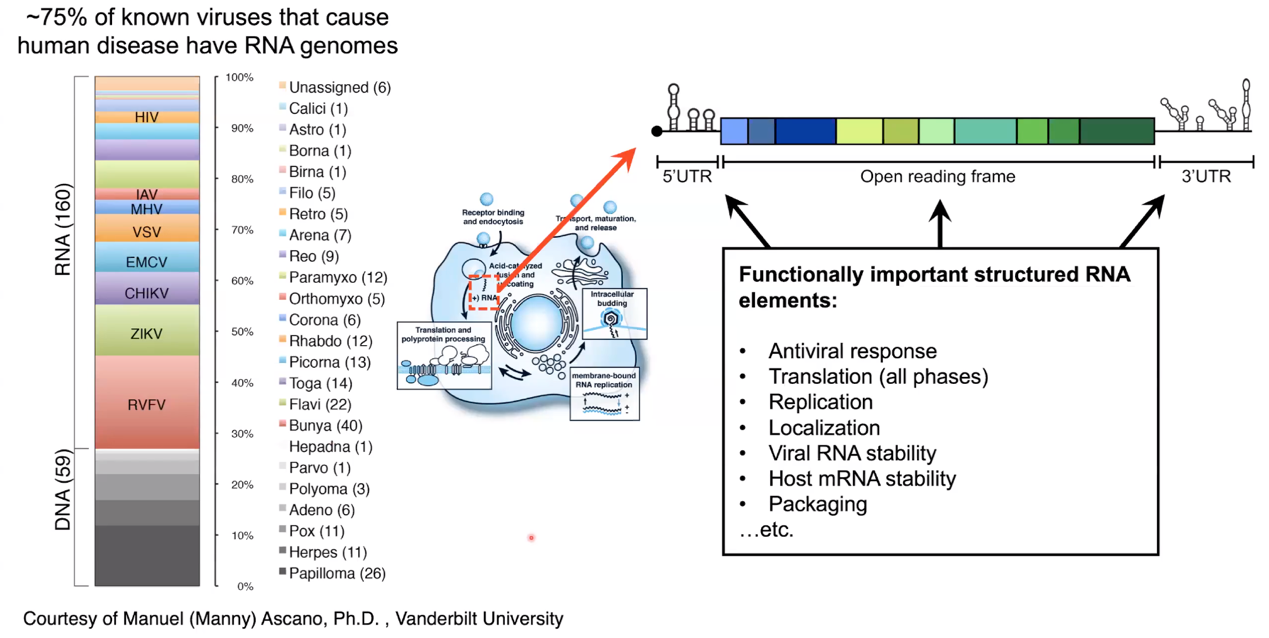 ~75% of known viruses that cause
human disease have RNA genomes
100%
90%
80%
70%
60%
50%
40%
30%
20%
10%
0%
RNA (160)
DNA (59)
HIV
IAV
MHV
VSV
EMCV
CHIKV
ZIKV
RVFV
Unassigned (6)
Calici (1)
Astro (1)
Borna (1)
Birna (1)
Filo (5)
Retro (5)
Arena (7)
Reo (9)
Paramyxo (12)
Orthomyxo (5)
Corona (6)
Rhabdo (12)
Picorna (13)
Toga (14)
Flavi (22)
Bunya (40)
Hepadna (1)
Parvo (1)
Polyoma (3)
Adeno (6)
Pox (11)
Herpes (11)
Papilloma (26)
Receptor binding
and endocytosis
Transport, maturation,
and release
Acid-catalyzed
fusion and
uncoating
(+) RNA
Translation and
polyprotein processing
Intracellular
budding
membrane-bound
RNA replication
+
-
+
-
5'UTR
Open reading frame
3'UTR
Functionally important structured RNA
elements:
• Antiviral response
• Translation (all phases)
• Replication
• Localization
• Viral RNA stability
• Host mRNA stability
• Packaging
…etc.
Courtesy of Manuel (Manny) Ascano, Ph.D. , Vanderbilt University